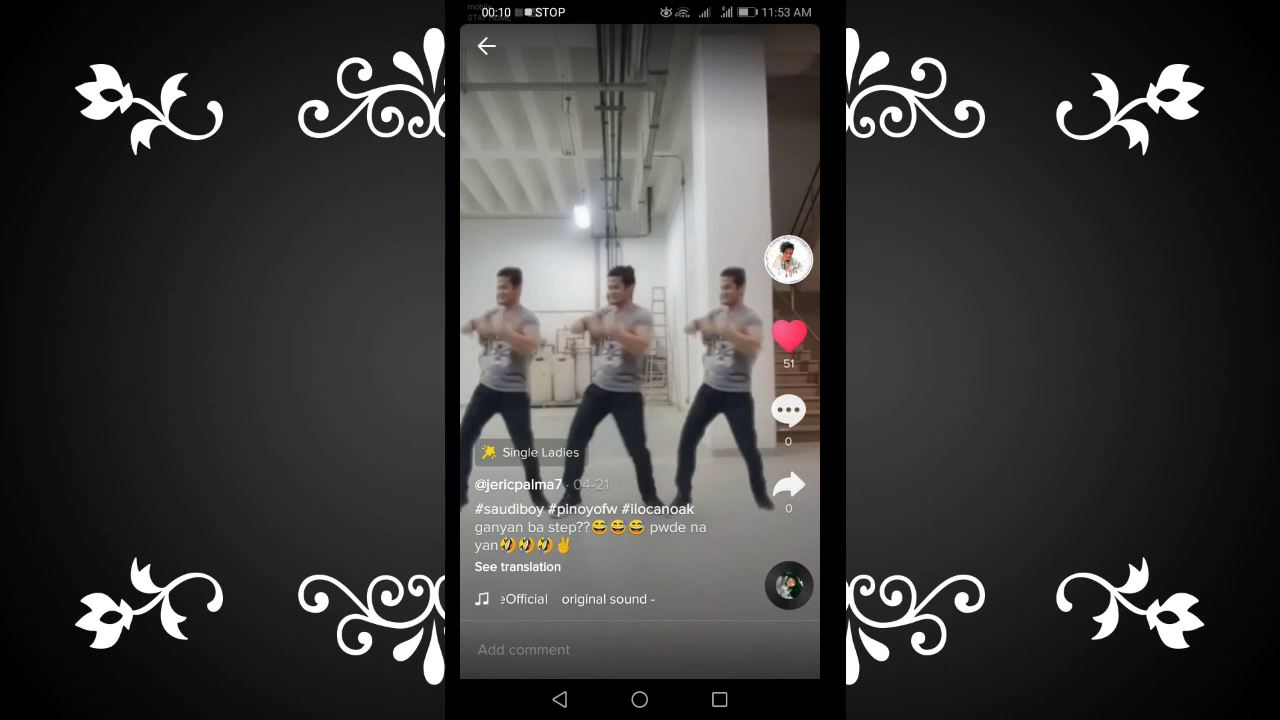 00:10 STOP 11:53 AM
51
0
0
Single Ladies
@jericpalma7 · 04-21
#saudiboy #pinoyofw #ilocanoak
ganyan ba step??😅😅😅 pwde na
yan🤣🤣🤣✌
See translation
eOfficial original sound -
Add comment